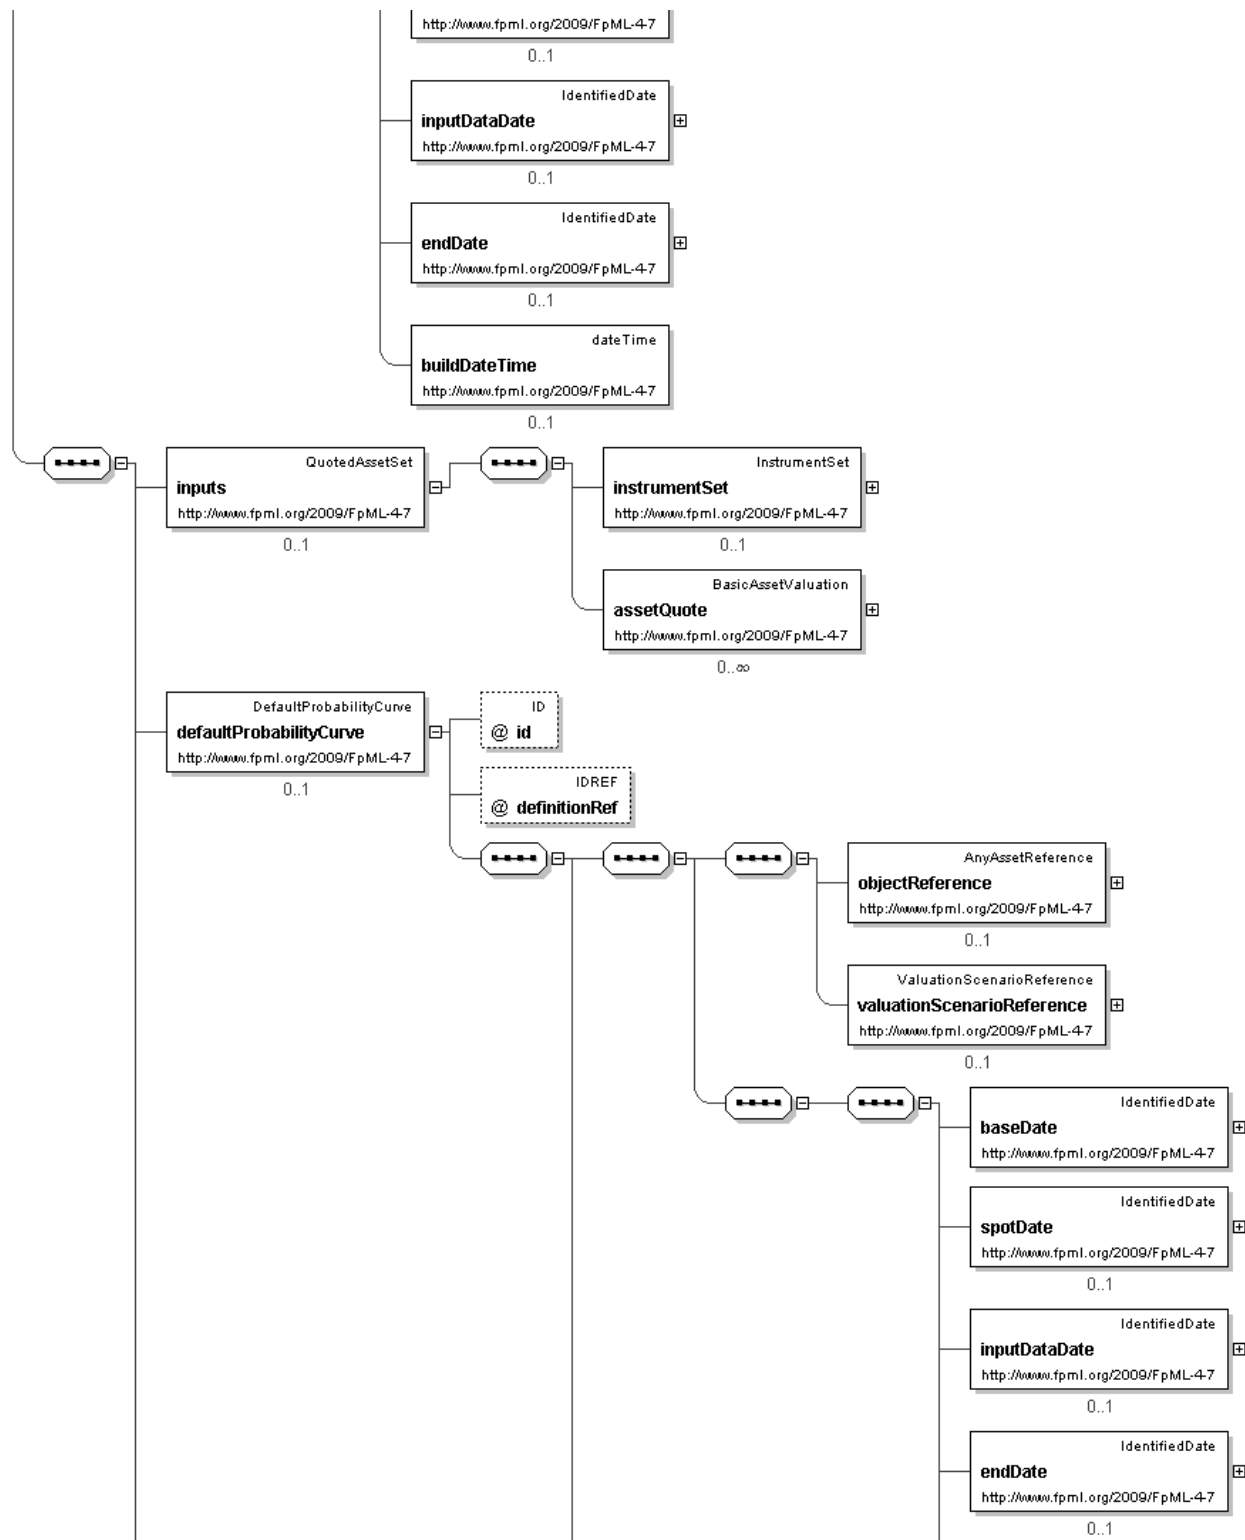 http://www.fpml.org/2009/FpML-4-7
0..1
IdentifiedDate
inputDataDate
http://www.fpml.org/2009/FpML-4-7
0..1
IdentifiedDate
endDate
http://www.fpml.org/2009/FpML-4-7
0..1
dateTime
buildDateTime
http://www.fpml.org/2009/FpML-4-7
0..1
QuotedAssetSet
inputs
http://www.fpml.org/2009/FpML-4-7
0..1
InstrumentSet
instrumentSet
http://www.fpml.org/2009/FpML-4-7
0..1
BasicAssetValuation
assetQuote
http://www.fpml.org/2009/FpML-4-7
0..∞
DefaultProbabilityCurve
defaultProbabilityCurve
http://www.fpml.org/2009/FpML-4-7
0..1
ID
@ id
IDREF
@ definitionRef
AnyAssetReference
objectReference
http://www.fpml.org/2009/FpML-4-7
0..1
ValuationScenarioReference
valuationScenarioReference
http://www.fpml.org/2009/FpML-4-7
0..1
IdentifiedDate
baseDate
http://www.fpml.org/2009/FpML-4-7
IdentifiedDate
spotDate
http://www.fpml.org/2009/FpML-4-7
0..1
IdentifiedDate
inputDataDate
http://www.fpml.org/2009/FpML-4-7
0..1
IdentifiedDate
endDate
http://www.fpml.org/2009/FpML-4-7
0..1